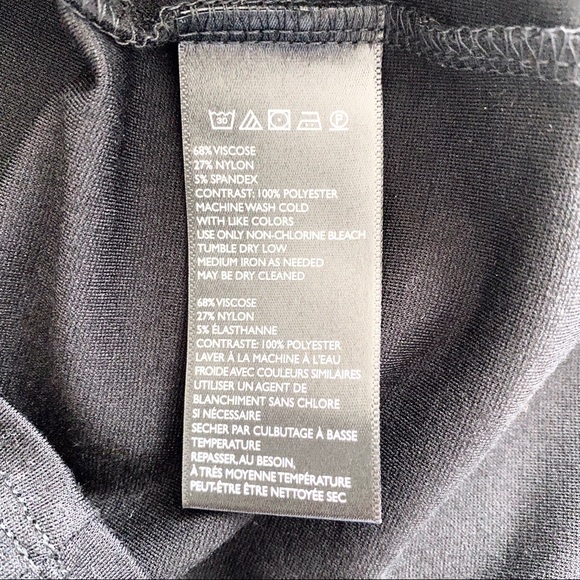 30 P
68% VISCOSE
27% NYLON
5% SPANDEX
CONTRAST: 100% POLYESTER
MACHINE WASH COLD
WITH LIKE COLORS
USE ONLY NON-CHLORINE BLEACH
TUMBLE DRY LOW
MEDIUM IRON AS NEEDED
MAY BE DRY CLEANED
68% VISCOSE
27% NYLON
5% ÉLASTHANNE
CONTRASTE: 100% POLYESTER
LAVER À LA MACHINE À L'EAU
FROIDE AVEC COULEURS SIMILAIRES
UTILISER UN AGENT DE
BLANCHIMENT SANS CHLORE
SI NÉCESSAIRE
SECHER PAR CULBUTAGE À BASSE
TEMPERATURE
REPASSER, AU BESOIN,
À TRÈS MOYENNE TEMPÉRATURE
PEUT-ÊTRE ÊTRE NETTOYÉE SEC